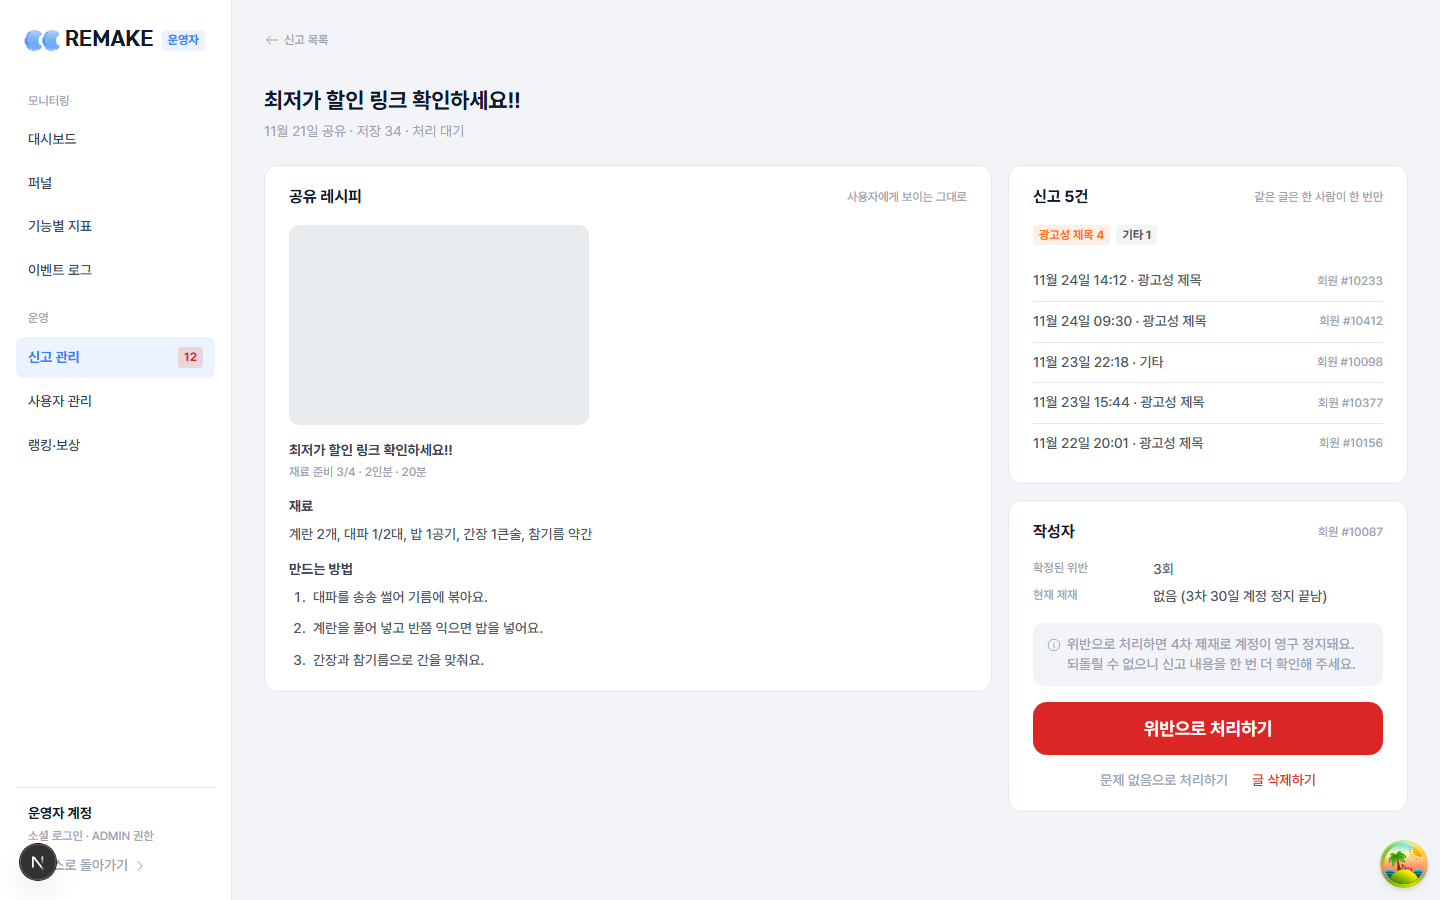 REMAKE 운영자
모니터링
대시보드
퍼널
기능별 지표
이벤트 로그
운영
신고 관리 12
사용자 관리
랭킹·보상
운영자 계정
소셜 로그인 · ADMIN 권한
스로 돌아가기
N
← 신고 목록
최저가 할인 링크 확인하세요!!
11월 21일 공유 · 저장 34 · 처리 대기
공유 레시피 사용자에게 보이는 그대로
최저가 할인 링크 확인하세요!!
재료 준비 3/4 · 2인분 · 20분
재료
계란 2개, 대파 1/2대, 밥 1공기, 간장 1큰술, 참기름 약간
만드는 방법
1. 대파를 송송 썰어 기름에 볶아요.
2. 계란을 풀어 넣고 반쯤 익으면 밥을 넣어요.
3. 간장과 참기름으로 간을 맞춰요.
신고 5건 같은 글은 한 사람이 한 번만
광고성 제목 4 기타 1
11월 24일 14:12 · 광고성 제목 회원 #10233
11월 24일 09:30 · 광고성 제목 회원 #10412
11월 23일 22:18 · 기타 회원 #10098
11월 23일 15:44 · 광고성 제목 회원 #10377
11월 22일 20:01 · 광고성 제목 회원 #10156
작성자 회원 #10087
확정된 위반 3회
현재 제재 없음 (3차 30일 계정 정지 끝남)
위반으로 처리하면 4차 제재로 계정이 영구 정지돼요.
되돌릴 수 없으니 신고 내용을 한 번 더 확인해 주세요.
위반으로 처리하기
문제 없음으로 처리하기 글 삭제하기